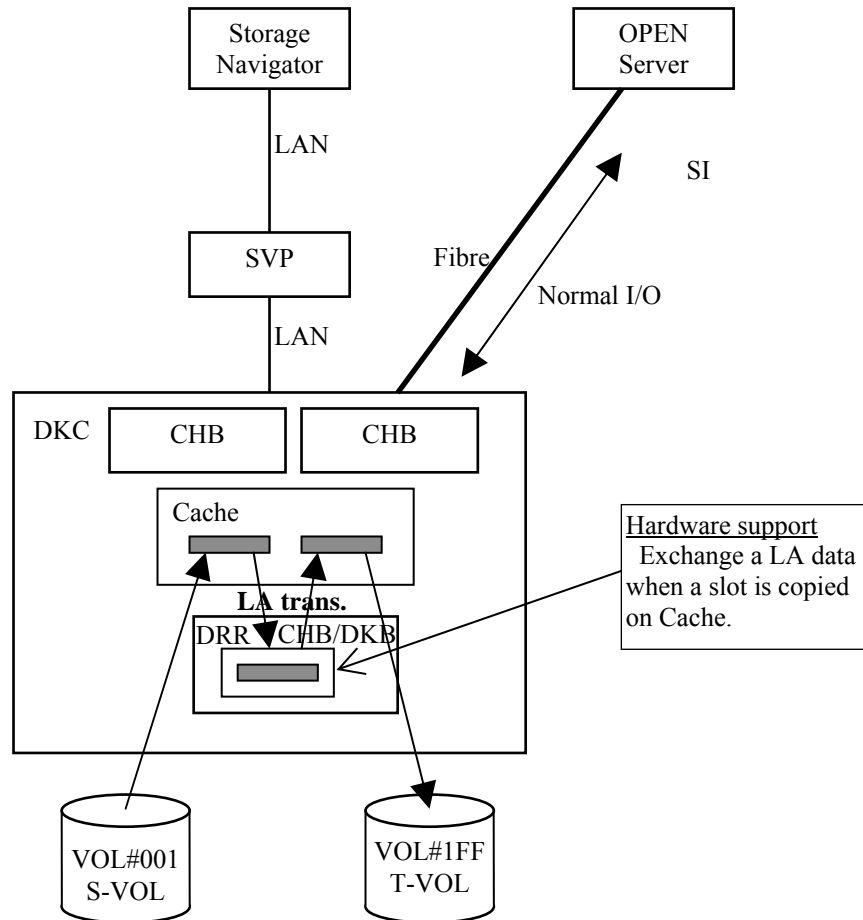 Storage
Navigator
OPEN
Server
LAN
SI
SVP
Fibre
Normal I/O
LAN
DKC
CHB
CHB
Cache
Hardware support
Exchange a LA data
when a slot is copied
on Cache.
LA trans.
DRR
CHB/DKB
VOL#001
S-VOL
VOL#1FF
T-VOL